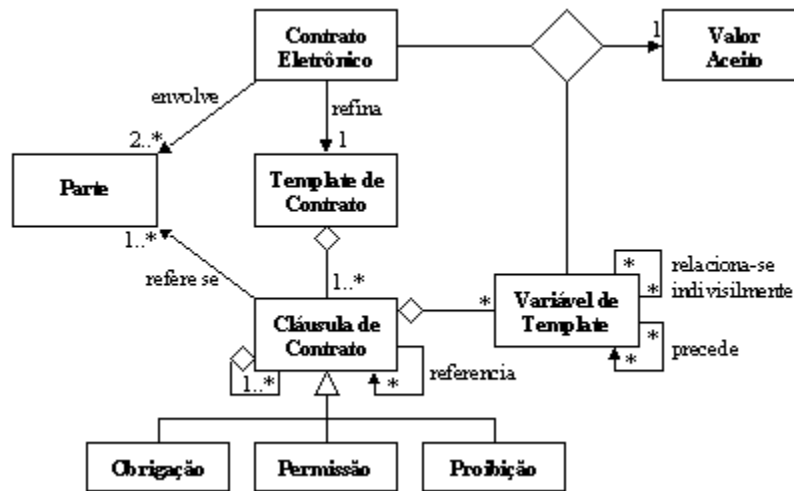 Contrato
Eletrônico
1
Valor
Aceito
envolve
refina
2..*
1
Parte
Template de
Contrato
1..*
refere se
1..*
*
*
relaciona-se
indivisilmente
Cláusula de
Contrato
*
Variável de
Template
*
*
precede
1..*
*
referencia
Obrigação
Permissão
Proibição